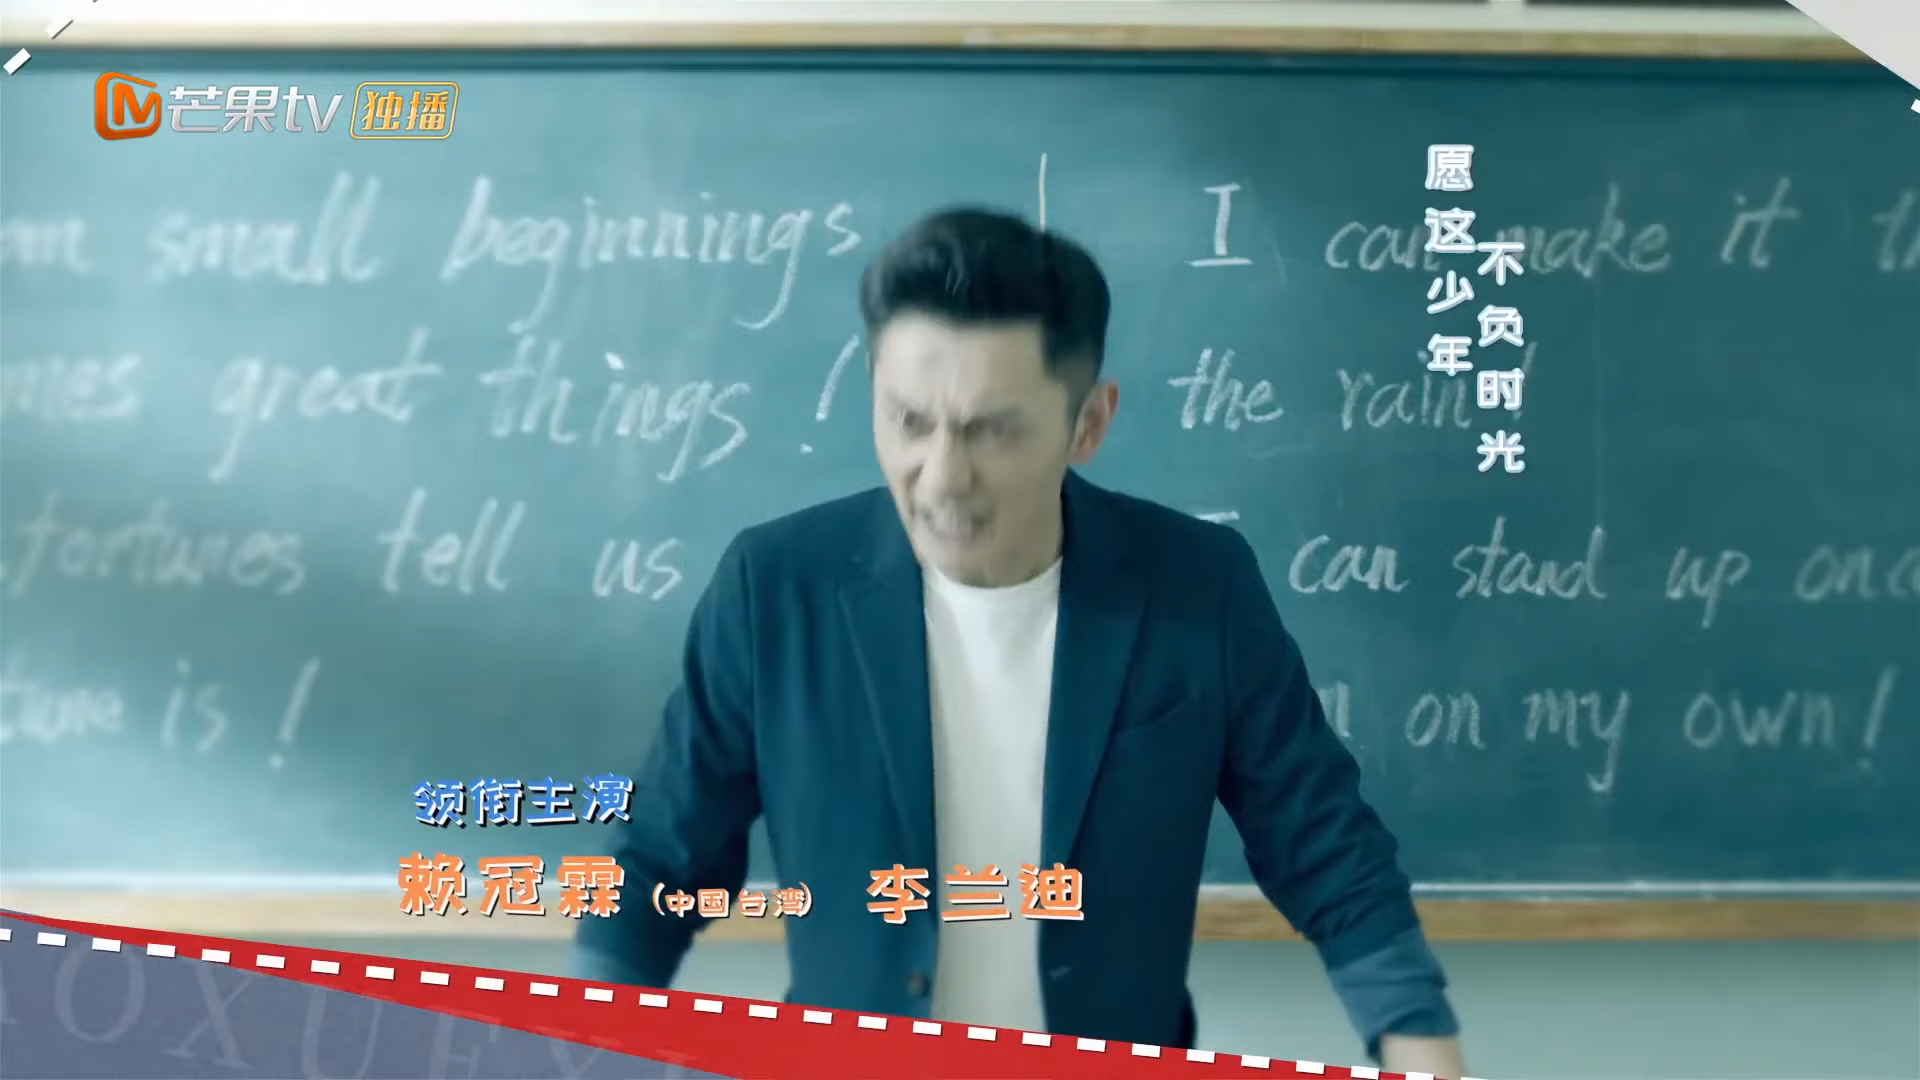 芒果tv 独播
愿这少年
不负时光
small beginnings
great things!
fortunes tell us
is!
I can make it
the rain!
can stand up
on my own!
领衔主演
赖冠霖(中国台湾) 李兰迪